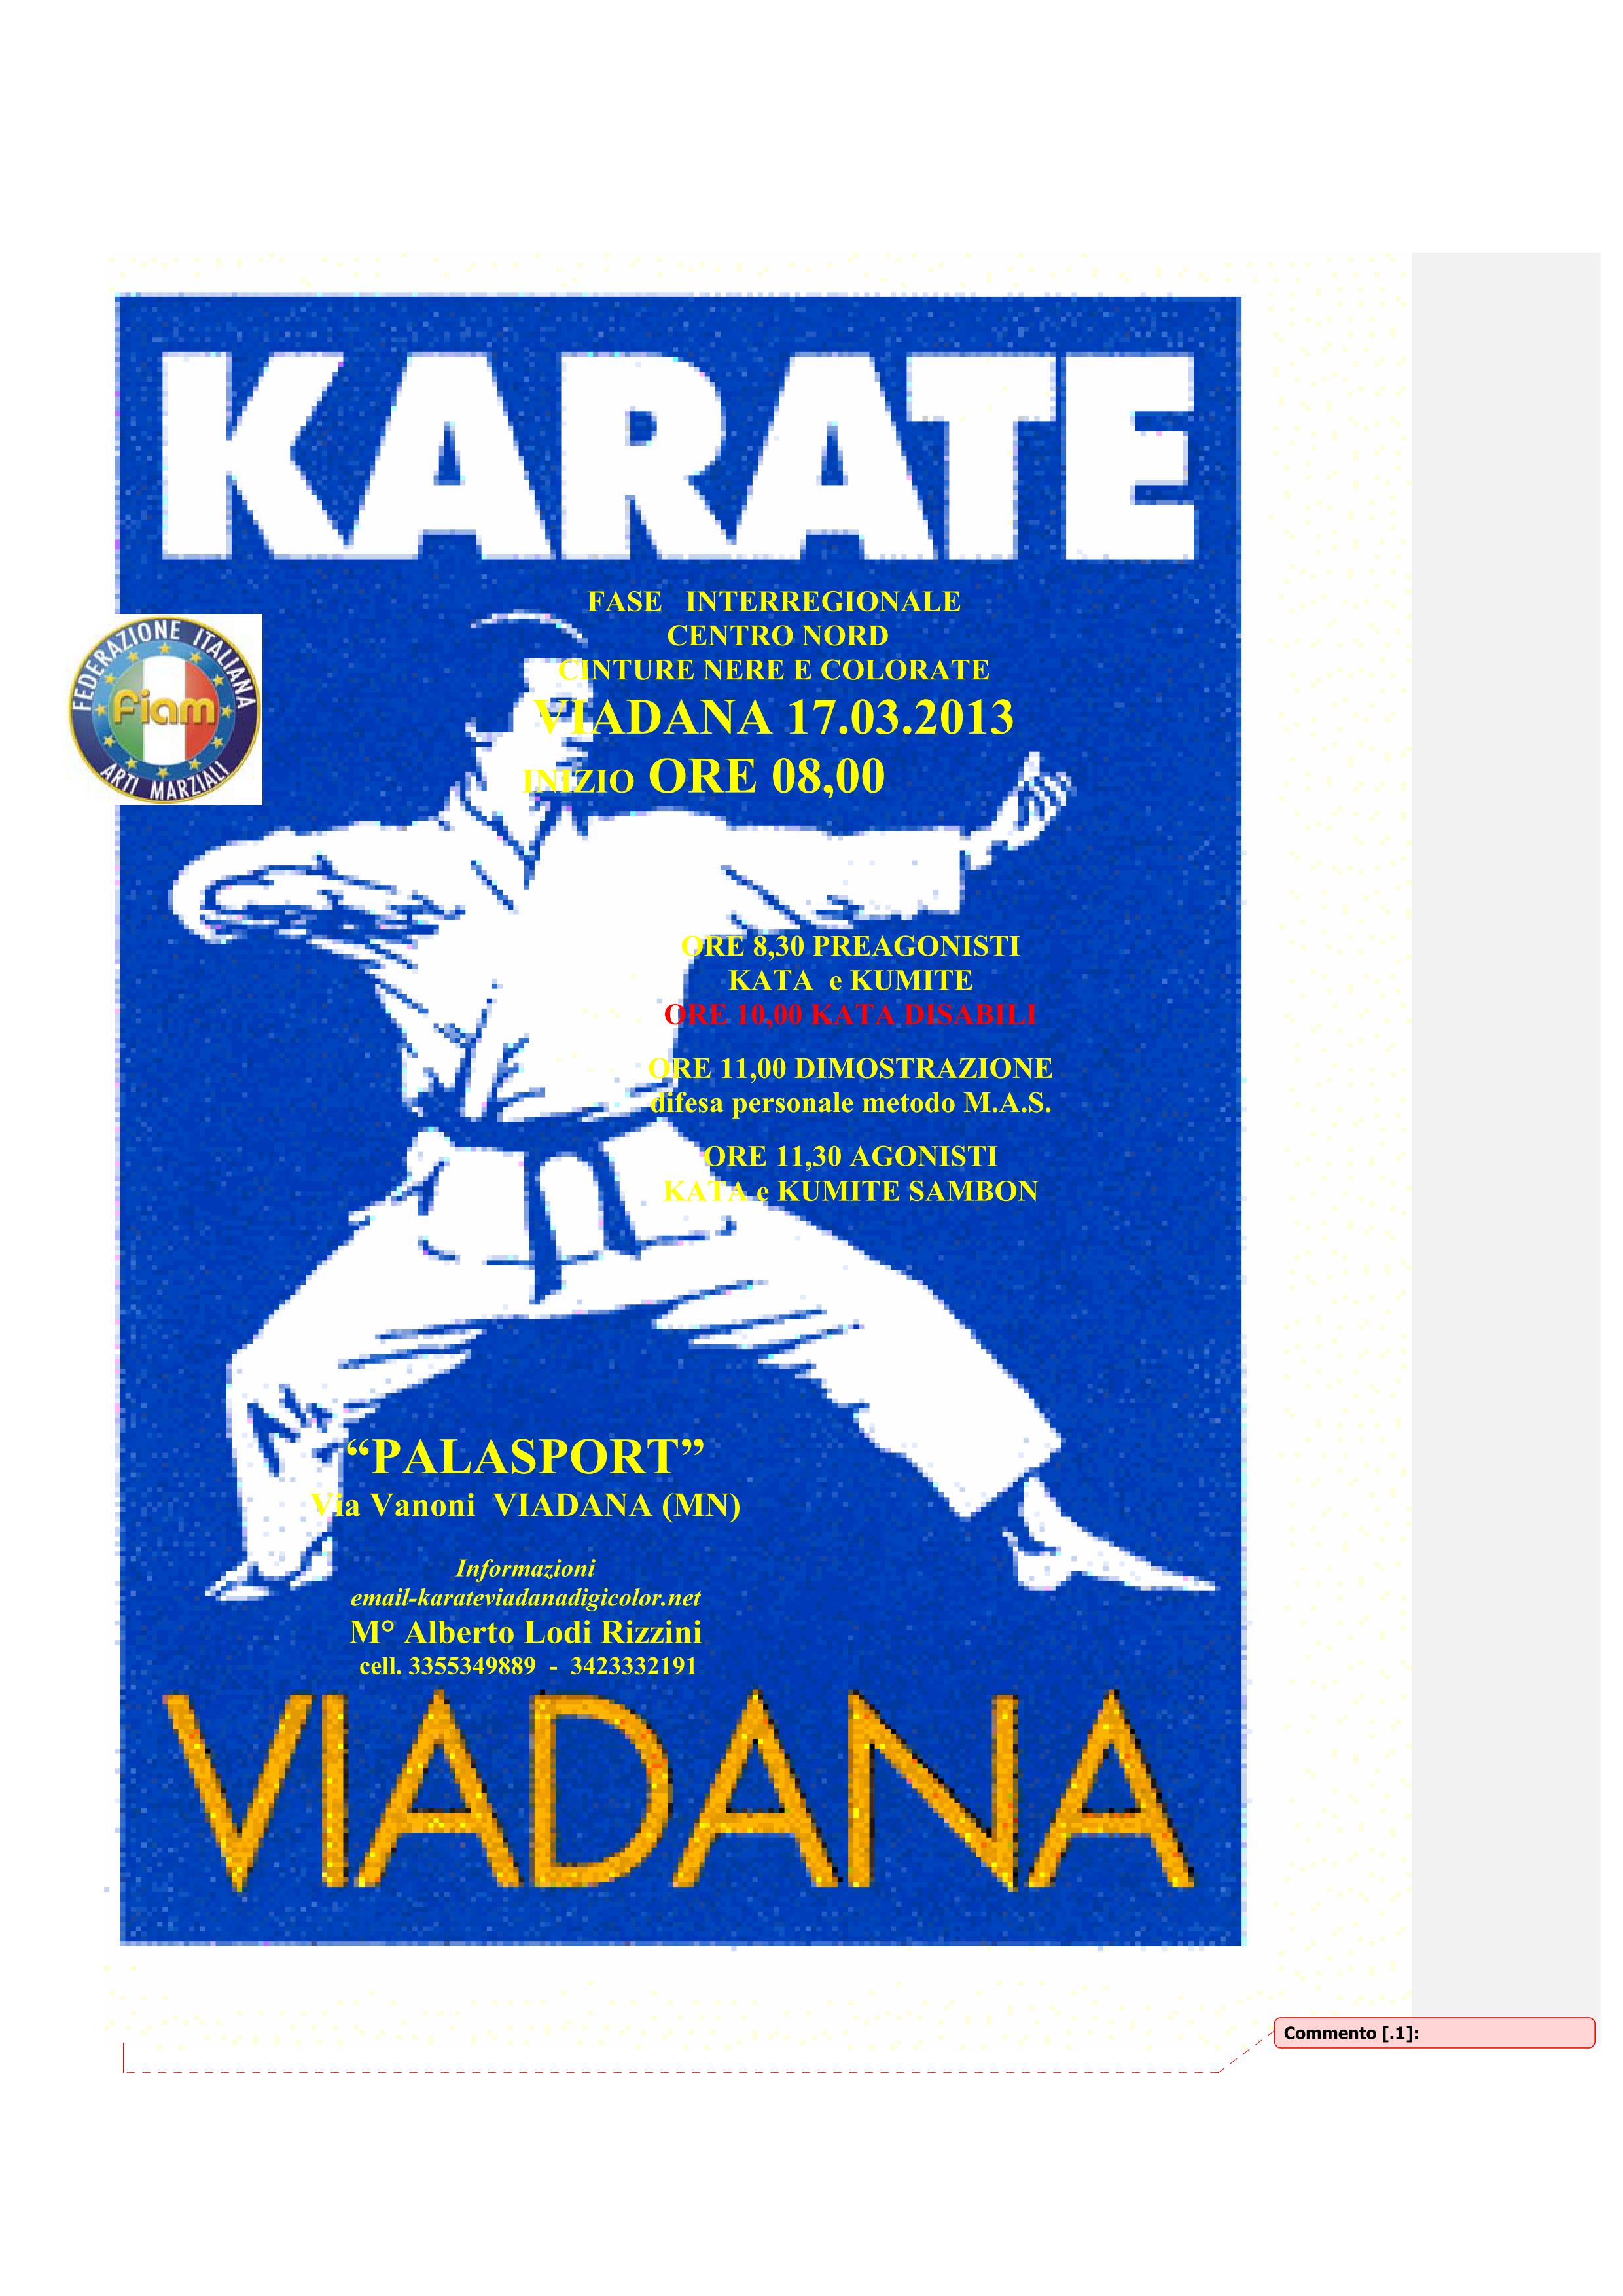 KARATE
FEDERAZIONE ITALIANA
Fiam
ARTI MARZIALI
FASE INTERREGIONALE
CENTRO NORD
CINTURE NERE E COLORATE
VIADANA 17.03.2013
INIZIO ORE 08,00
ORE 8,30 PREAGONISTI
KATA e KUMITE
ORE 10,00 KATA DISABILI
ORE 11,00 DIMOSTRAZIONE
difesa personale metodo M.A.S.
ORE 11,30 AGONISTI
KATA e KUMITE SAMBON
“PALASPORT”
Via Vanoni VIADANA (MN)
Informazioni
email-karateviadanadigicolor.net
M° Alberto Lodi Rizzini
cell. 3355349889 - 3423332191
VIADANA
Commento [.1]: